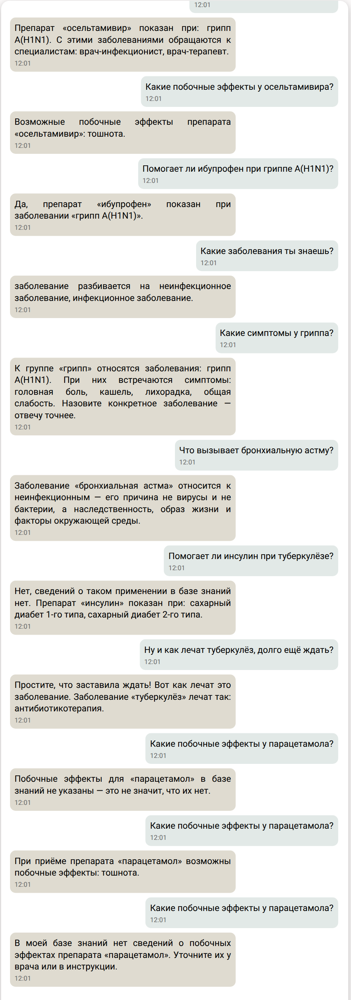 12:01
Препарат «осельтамивир» показан при: грипп
A(H1N1). С этими заболеваниями обращаются к
специалистам: врач-инфекционист, врач-терапевт.
12:01
Какие побочные эффекты у осельтамивира?
12:01
Возможные побочные эффекты препарата
«осельтамивир»: тошнота.
12:01
Помогает ли ибупрофен при гриппе A(H1N1)?
12:01
Да, препарат «ибупрофен» показан при
заболевании «грипп A(H1N1)».
12:01
Какие заболевания ты знаешь?
12:01
заболевание разбивается на неинфекционное
заболевание, инфекционное заболевание.
12:01
Какие симптомы у гриппа?
12:01
К группе «грипп» относятся заболевания: грипп
A(H1N1). При них встречаются симптомы:
головная боль, кашель, лихорадка, общая
слабость. Назовите конкретное заболевание —
отвечу точнее.
12:01
Что вызывает бронхиальную астму?
12:01
Заболевание «бронхиальная астма» относится к
неинфекционным — его причина не вирусы и не
бактерии, а наследственность, образ жизни и
факторы окружающей среды.
12:01
Помогает ли инсулин при туберкулёзе?
12:01
Нет, сведений о таком применении в базе знаний
нет. Препарат «инсулин» показан при: сахарный
диабет 1-го типа, сахарный диабет 2-го типа.
12:01
Ну и как лечат туберкулёз, долго ещё ждать?
12:01
Простите, что заставила ждать! Вот как лечат это
заболевание. Заболевание «туберкулёз» лечат так:
антибиотикотерапия.
12:01
Какие побочные эффекты у парацетамола?
12:01
Побочные эффекты для «парацетамол» в базе
знаний не указаны — это не значит, что их нет.
12:01
Какие побочные эффекты у парацетамола?
12:01
При приёме препарата «парацетамол» возможны
побочные эффекты: тошнота.
12:01
Какие побочные эффекты у парацетамола?
12:01
В моей базе знаний нет сведений о побочных
эффектах препарата «парацетамол». Уточните их у
врача или в инструкции.
12:01